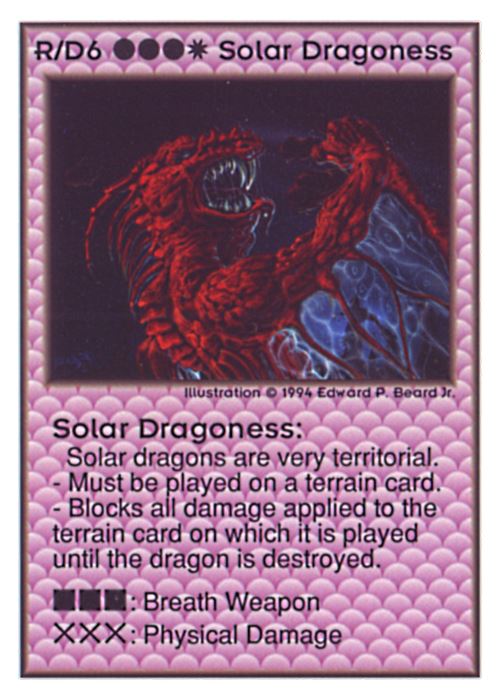 R/D6 ●●●✷ Solar Dragoness
Illustration © 1994 Edward P. Beard Jr.
Solar Dragoness:
Solar dragons are very territorial.
- Must be played on a terrain card.
- Blocks all damage applied to the
terrain card on which it is played
until the dragon is destroyed.
■■■: Breath Weapon
XXX: Physical Damage